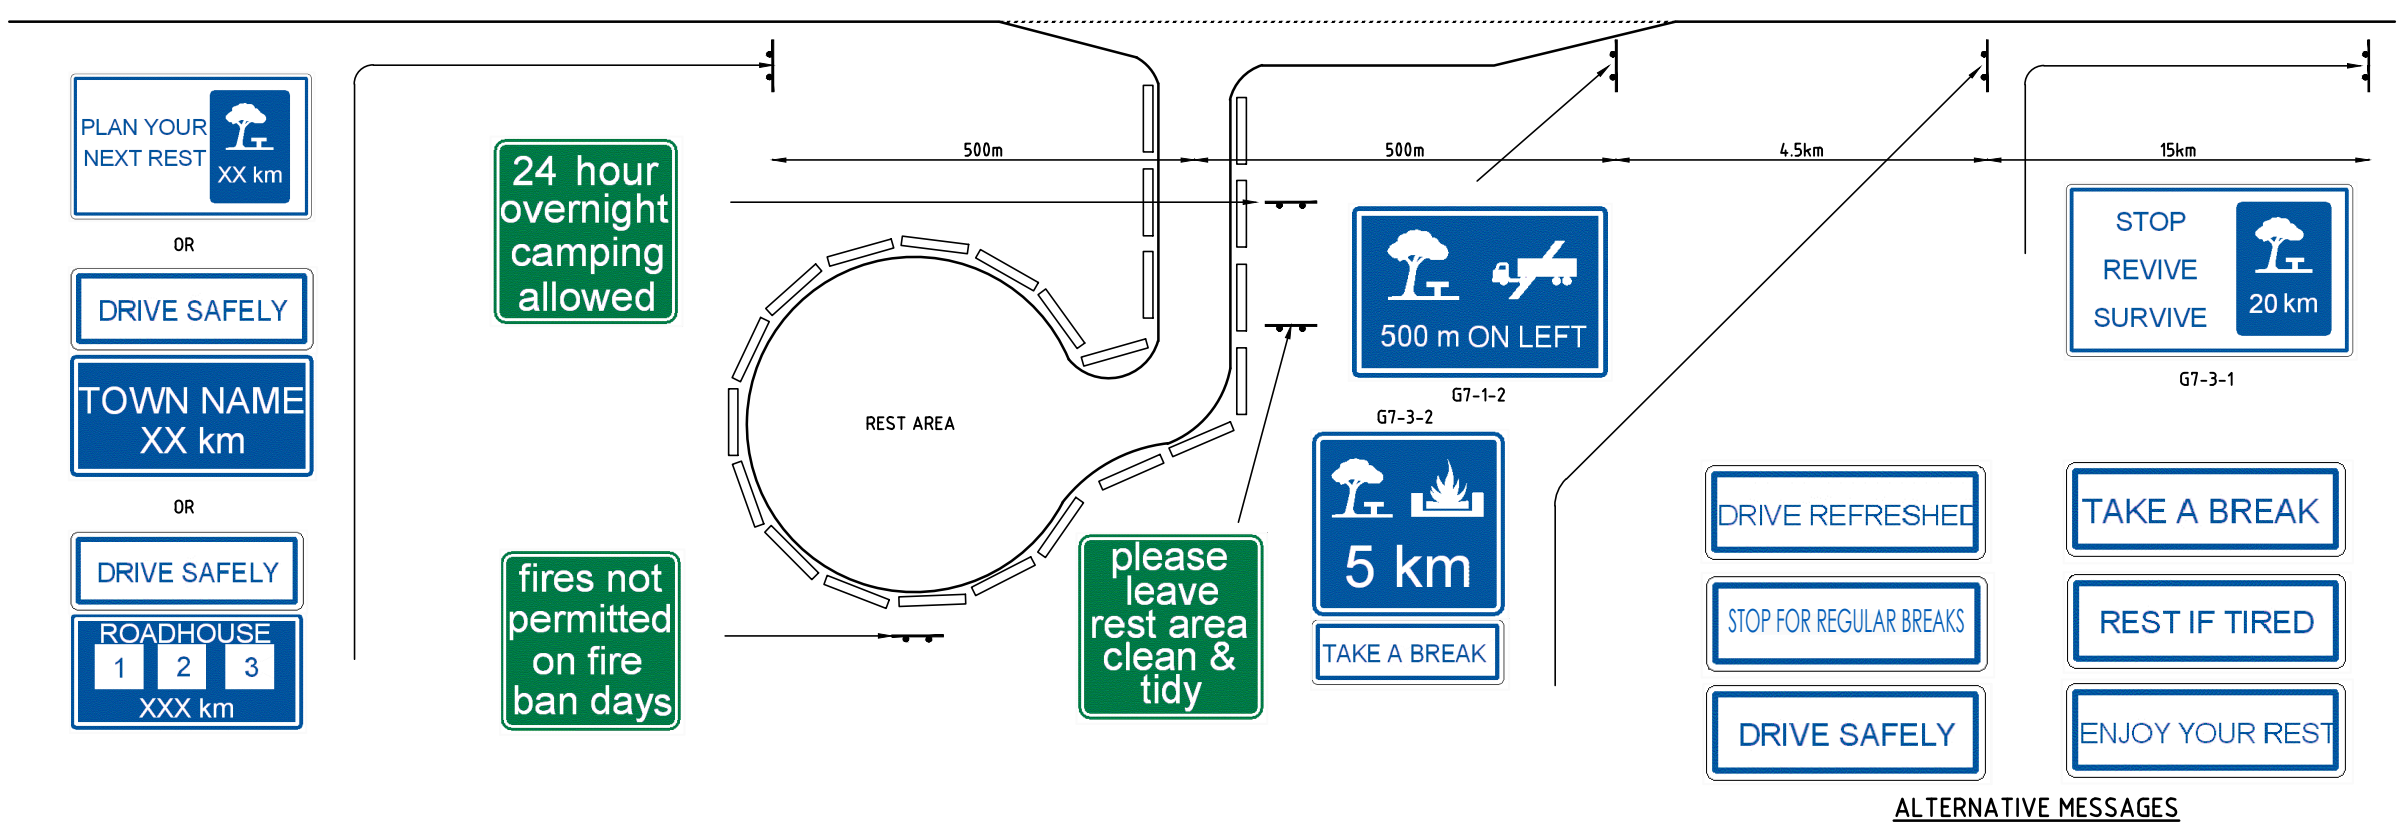 PLAN YOUR
NEXT REST
XX km
OR
DRIVE SAFELY
TOWN NAME
XX km
OR
DRIVE SAFELY
ROADHOUSE
1 2 3
XXX km
24 hour
overnight
camping
allowed
fires not
permitted
on fire
ban days
REST AREA
500m
500m
4.5km
15km
please
leave
rest area
clean &
tidy
500 m ON LEFT
G7-1-2
G7-3-2
5 km
TAKE A BREAK
STOP
REVIVE
SURVIVE
20 km
G7-3-1
DRIVE REFRESHED
TAKE A BREAK
STOP FOR REGULAR BREAKS
REST IF TIRED
DRIVE SAFELY
ENJOY YOUR REST
ALTERNATIVE MESSAGES